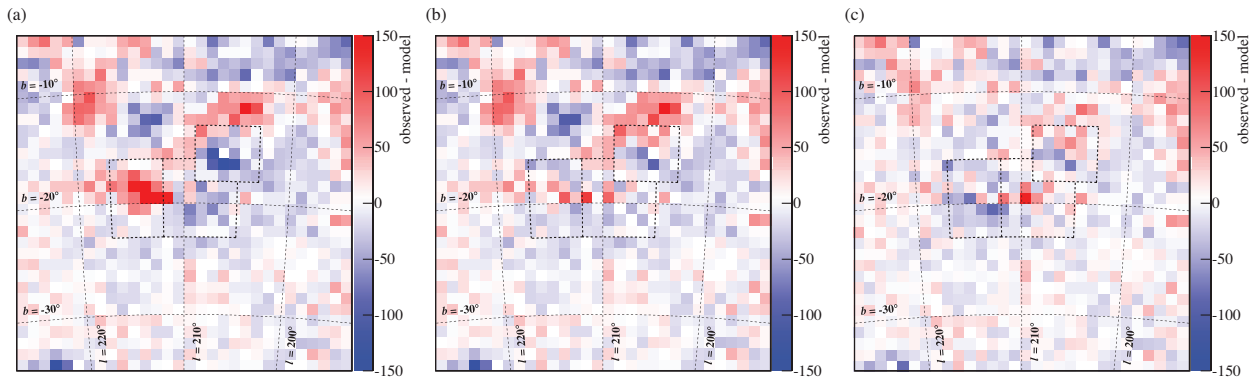 (a)
b = -10°
b = -20°
b = -30°
l = 220°
l = 210°
l = 200°
150
100
50
0
-50
-100
-150
observed - model
(b)
b = -10°
b = -20°
b = -30°
l = 220°
l = 210°
l = 200°
150
100
50
0
-50
-100
-150
observed - model
(c)
b = -10°
b = -20°
b = -30°
l = 220°
l = 210°
l = 200°
150
100
50
0
-50
-100
-150
observed - model